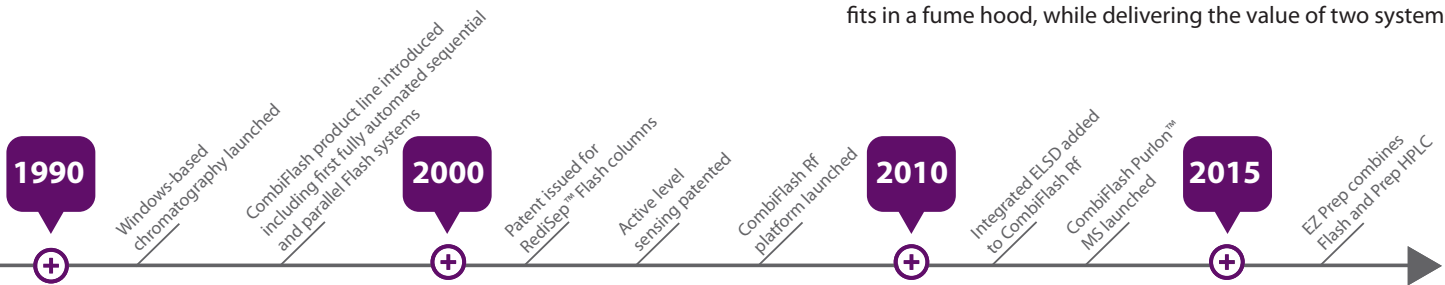 fits in a fume hood, while delivering the value of two system
1990
Windows-based
chromatography launched
CombiFlash product line introduced
including first fully automated sequential
and parallel Flash systems
2000
Patent issued for
RediSep™ Flash columns
Active level
sensing patented
CombiFlash Rf
platform launched
2010
Integrated ELSD added
to CombiFlash Rf
CombiFlash Purlon™
MS launched
2015
EZ Prep combines
Flash and Prep HPLC